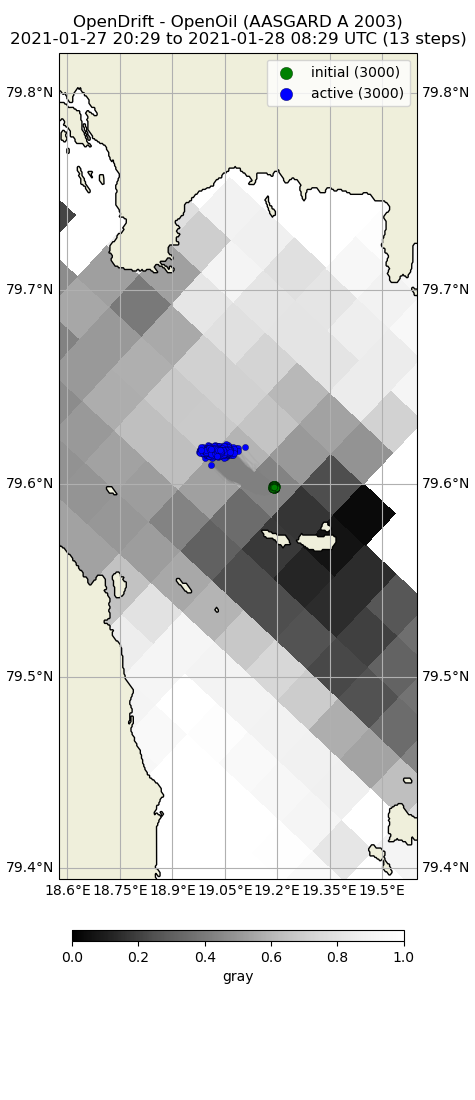 OpenDrift - OpenOil (AASGARD A 2003)
2021-01-27 20:29 to 2021-01-28 08:29 UTC (13 steps)
initial (3000)
active (3000)
79.8°N 79.8°N
79.7°N 79.7°N
79.6°N 79.6°N
79.5°N 79.5°N
79.4°N 79.4°N
18.6°E 18.75°E 18.9°E 19.05°E 19.2°E 19.35°E 19.5°E
0.0 0.2 0.4 0.6 0.8 1.0
gray